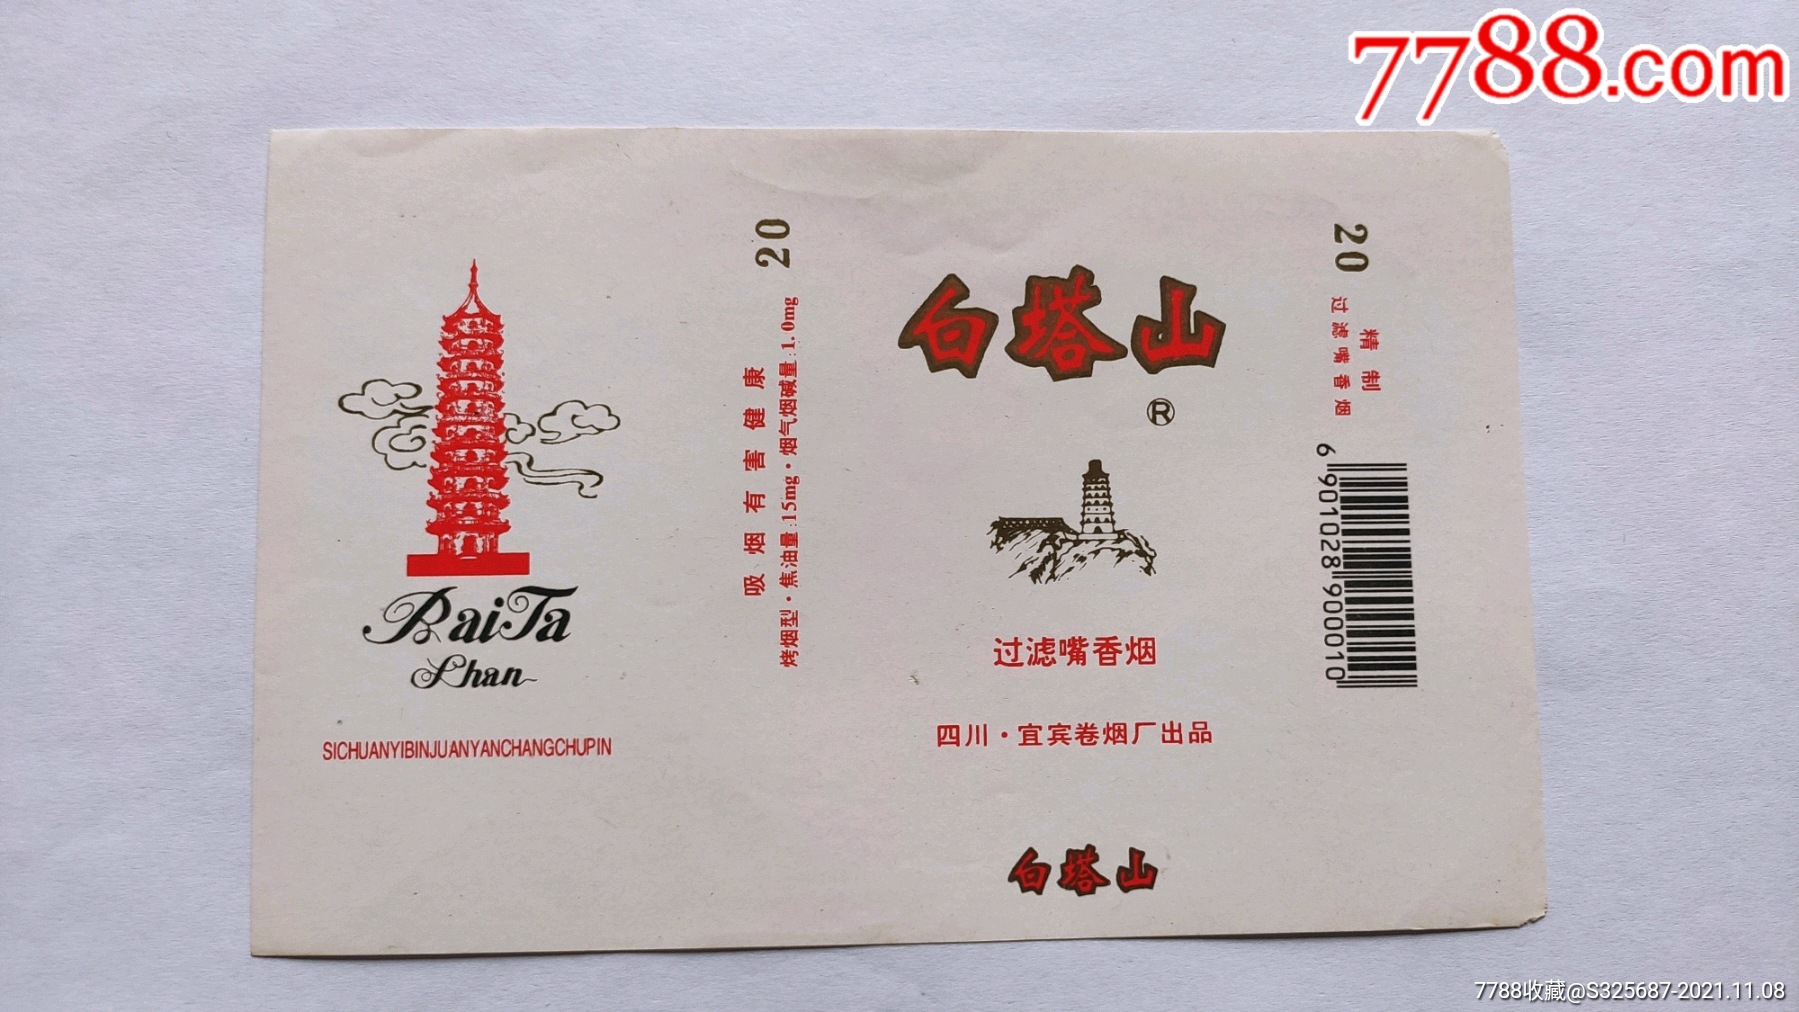 7788.com
BaiTa
Shan
SICHUANYIBINJUANYANCHANGCHUPIN
20
吸烟有害健康
烤烟型·焦油量:15mg·烟气烟碱量:1.0mg
白塔山
®
过滤嘴香烟
四川·宜宾卷烟厂出品
白塔山
20
精制
过滤嘴香烟
6 901028 900010
7788收藏@S325687-2021.11.08